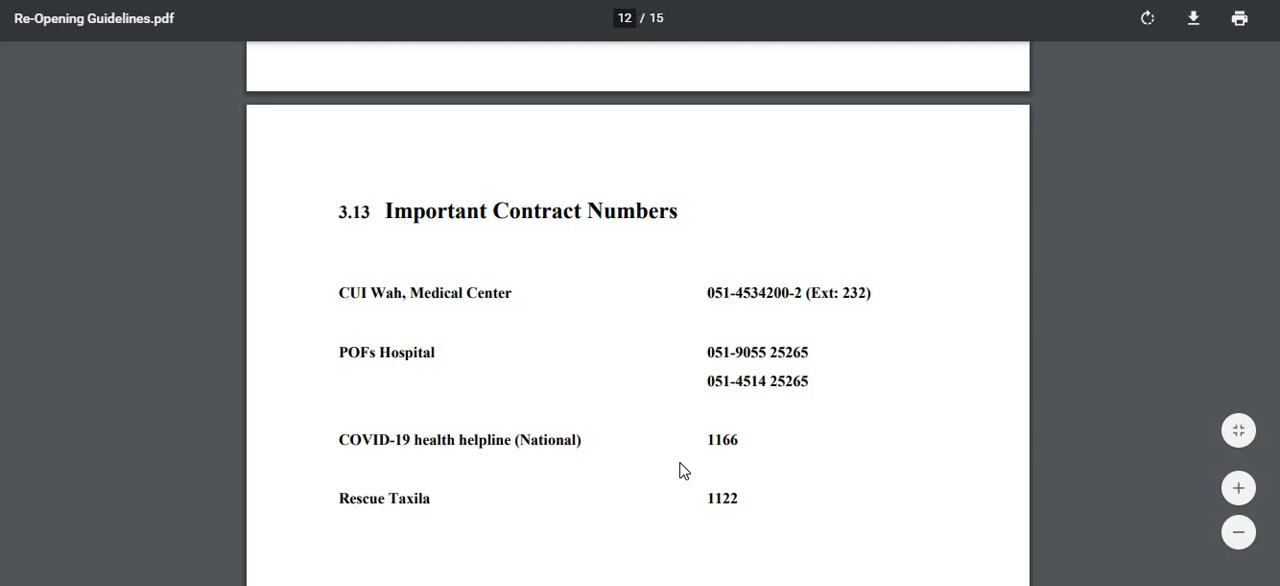 Re-Opening Guidelines.pdf
12 / 15
3.13 Important Contract Numbers
CUI Wah, Medical Center 051-4534200-2 (Ext: 232)
POFs Hospital 051-9055 25265
051-4514 25265
COVID-19 health helpline (National) 1166
Rescue Taxila 1122